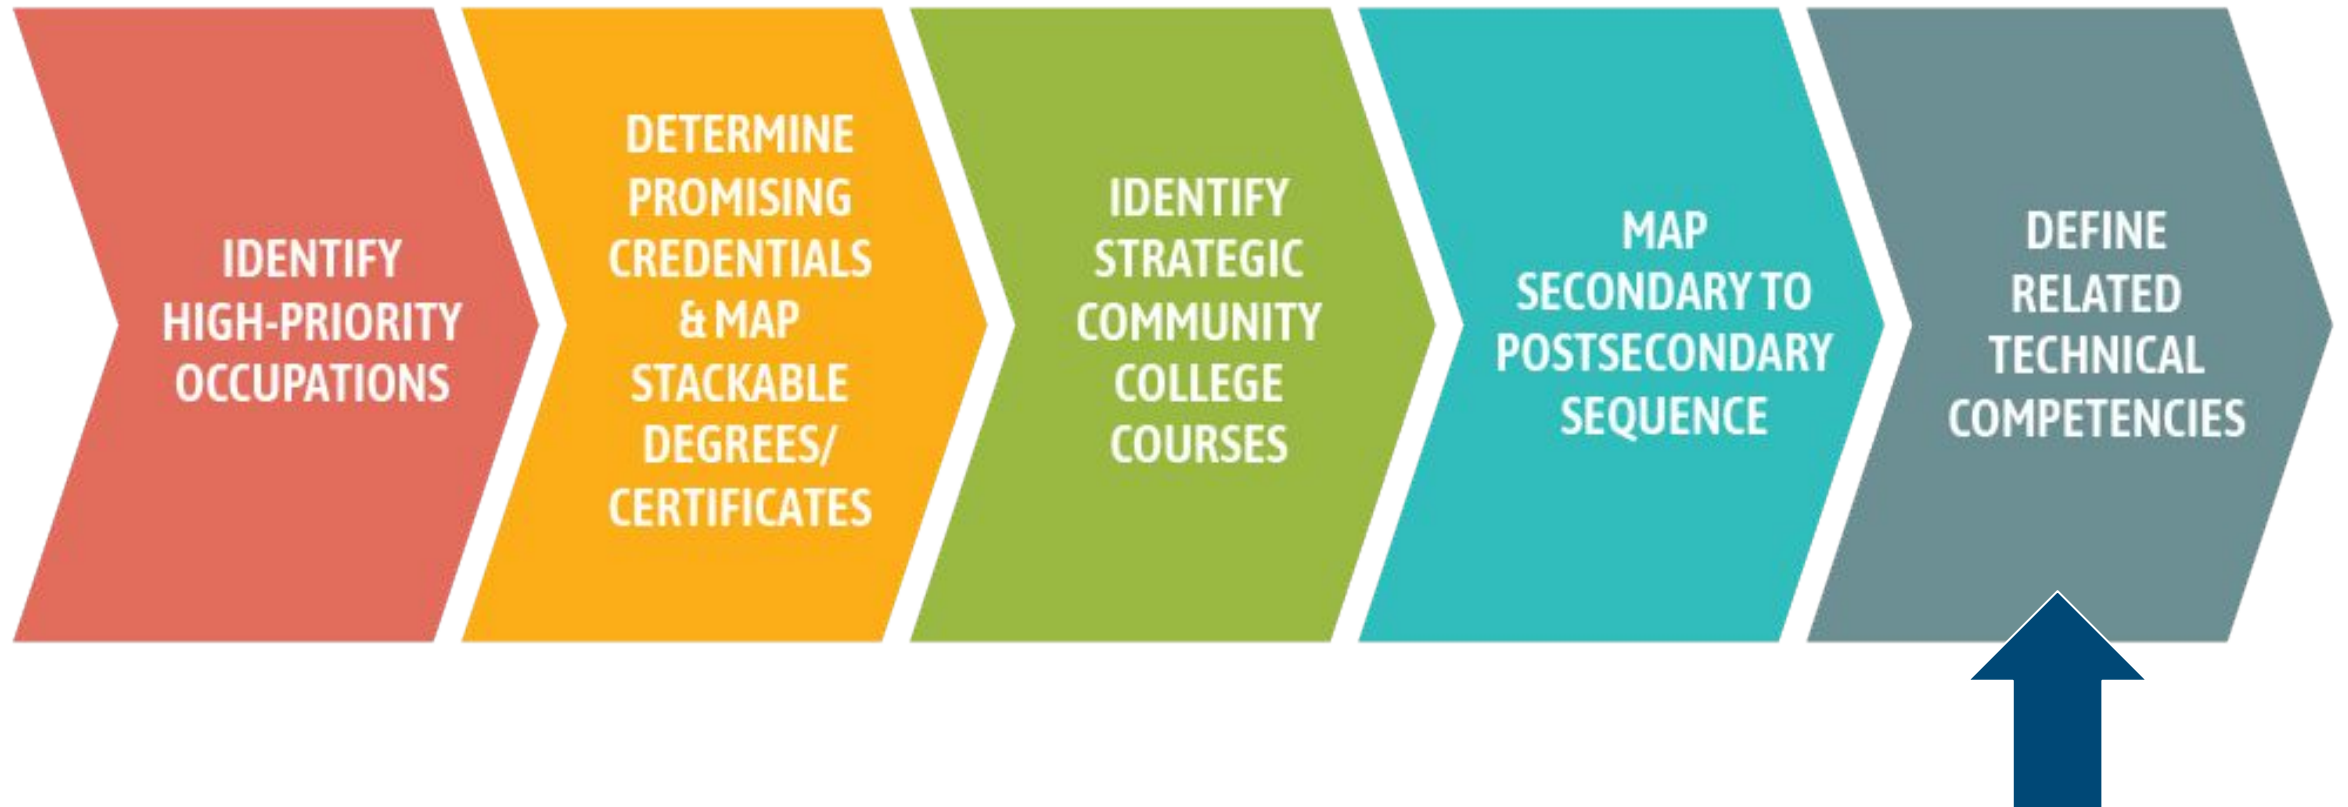 IDENTIFY
HIGH-PRIORITY
OCCUPATIONS
DETERMINE
PROMISING
CREDENTIALS
& MAP
STACKABLE
DEGREES/
CERTIFICATES
IDENTIFY
STRATEGIC
COMMUNITY
COLLEGE
COURSES
MAP
SECONDARY TO
POSTSECONDARY
SEQUENCE
DEFINE
RELATED
TECHNICAL
COMPETENCIES